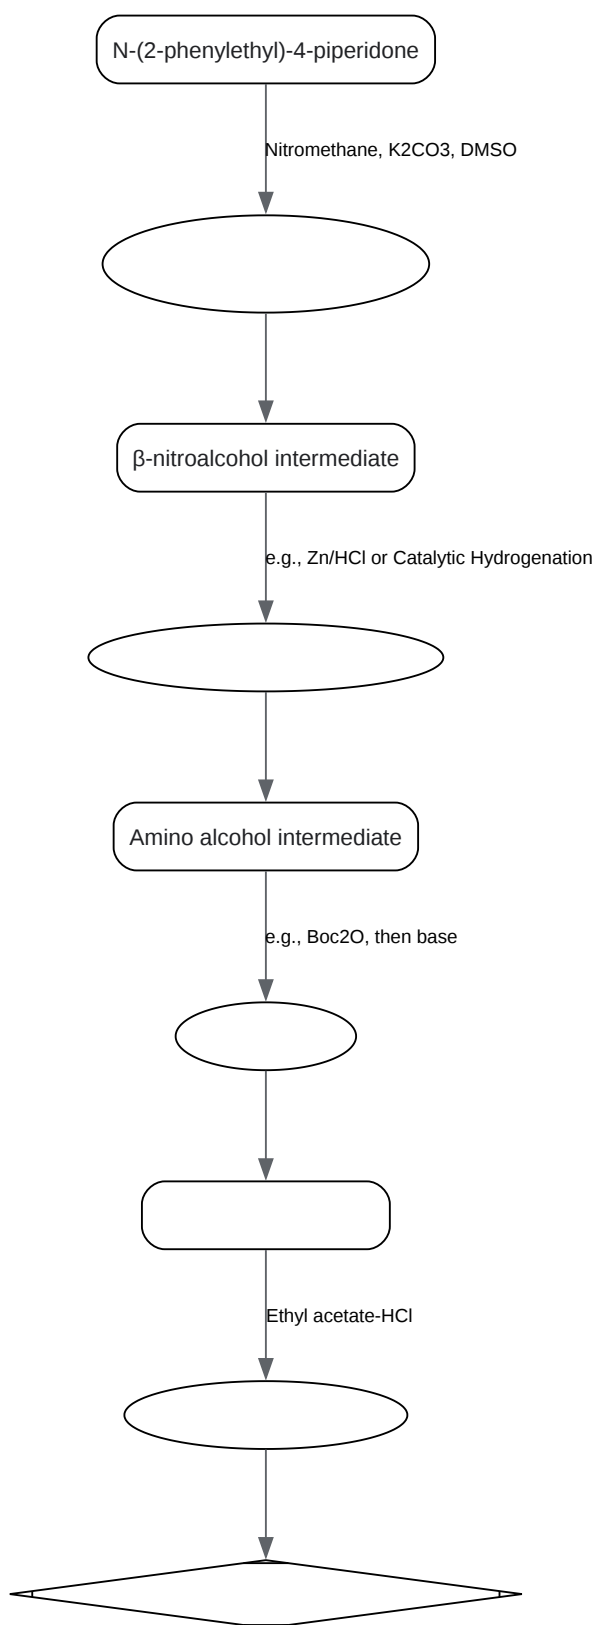 N-(2-phenylethyl)-4-piperidone
Nitromethane, K2CO3, DMSO
β-nitroalcohol intermediate
e.g., Zn/HCl or Catalytic Hydrogenation
Amino alcohol intermediate
e.g., Boc2O, then base
Ethyl acetate-HCl